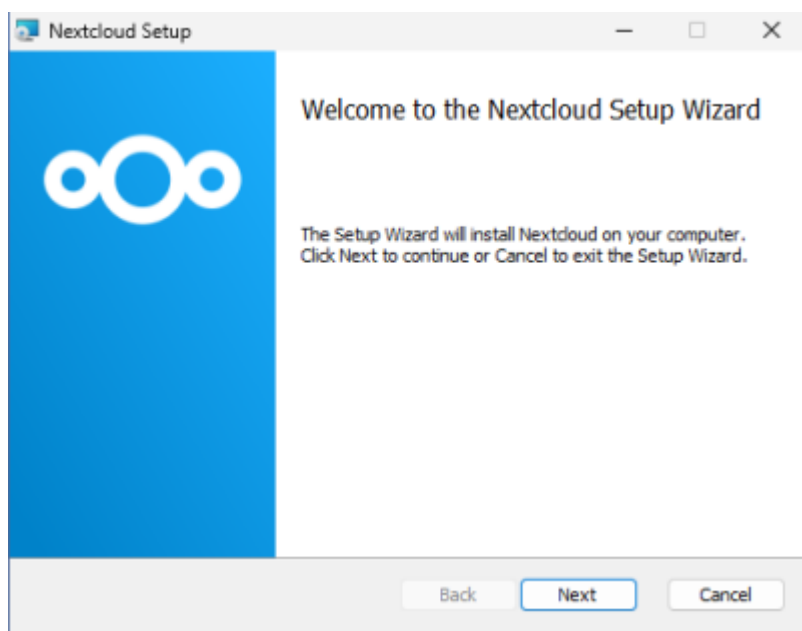 Nextcloud Setup
Welcome to the Nextcloud Setup Wizard
The Setup Wizard will install Nextcloud on your computer.
Click Next to continue or Cancel to exit the Setup Wizard.
Back Next Cancel